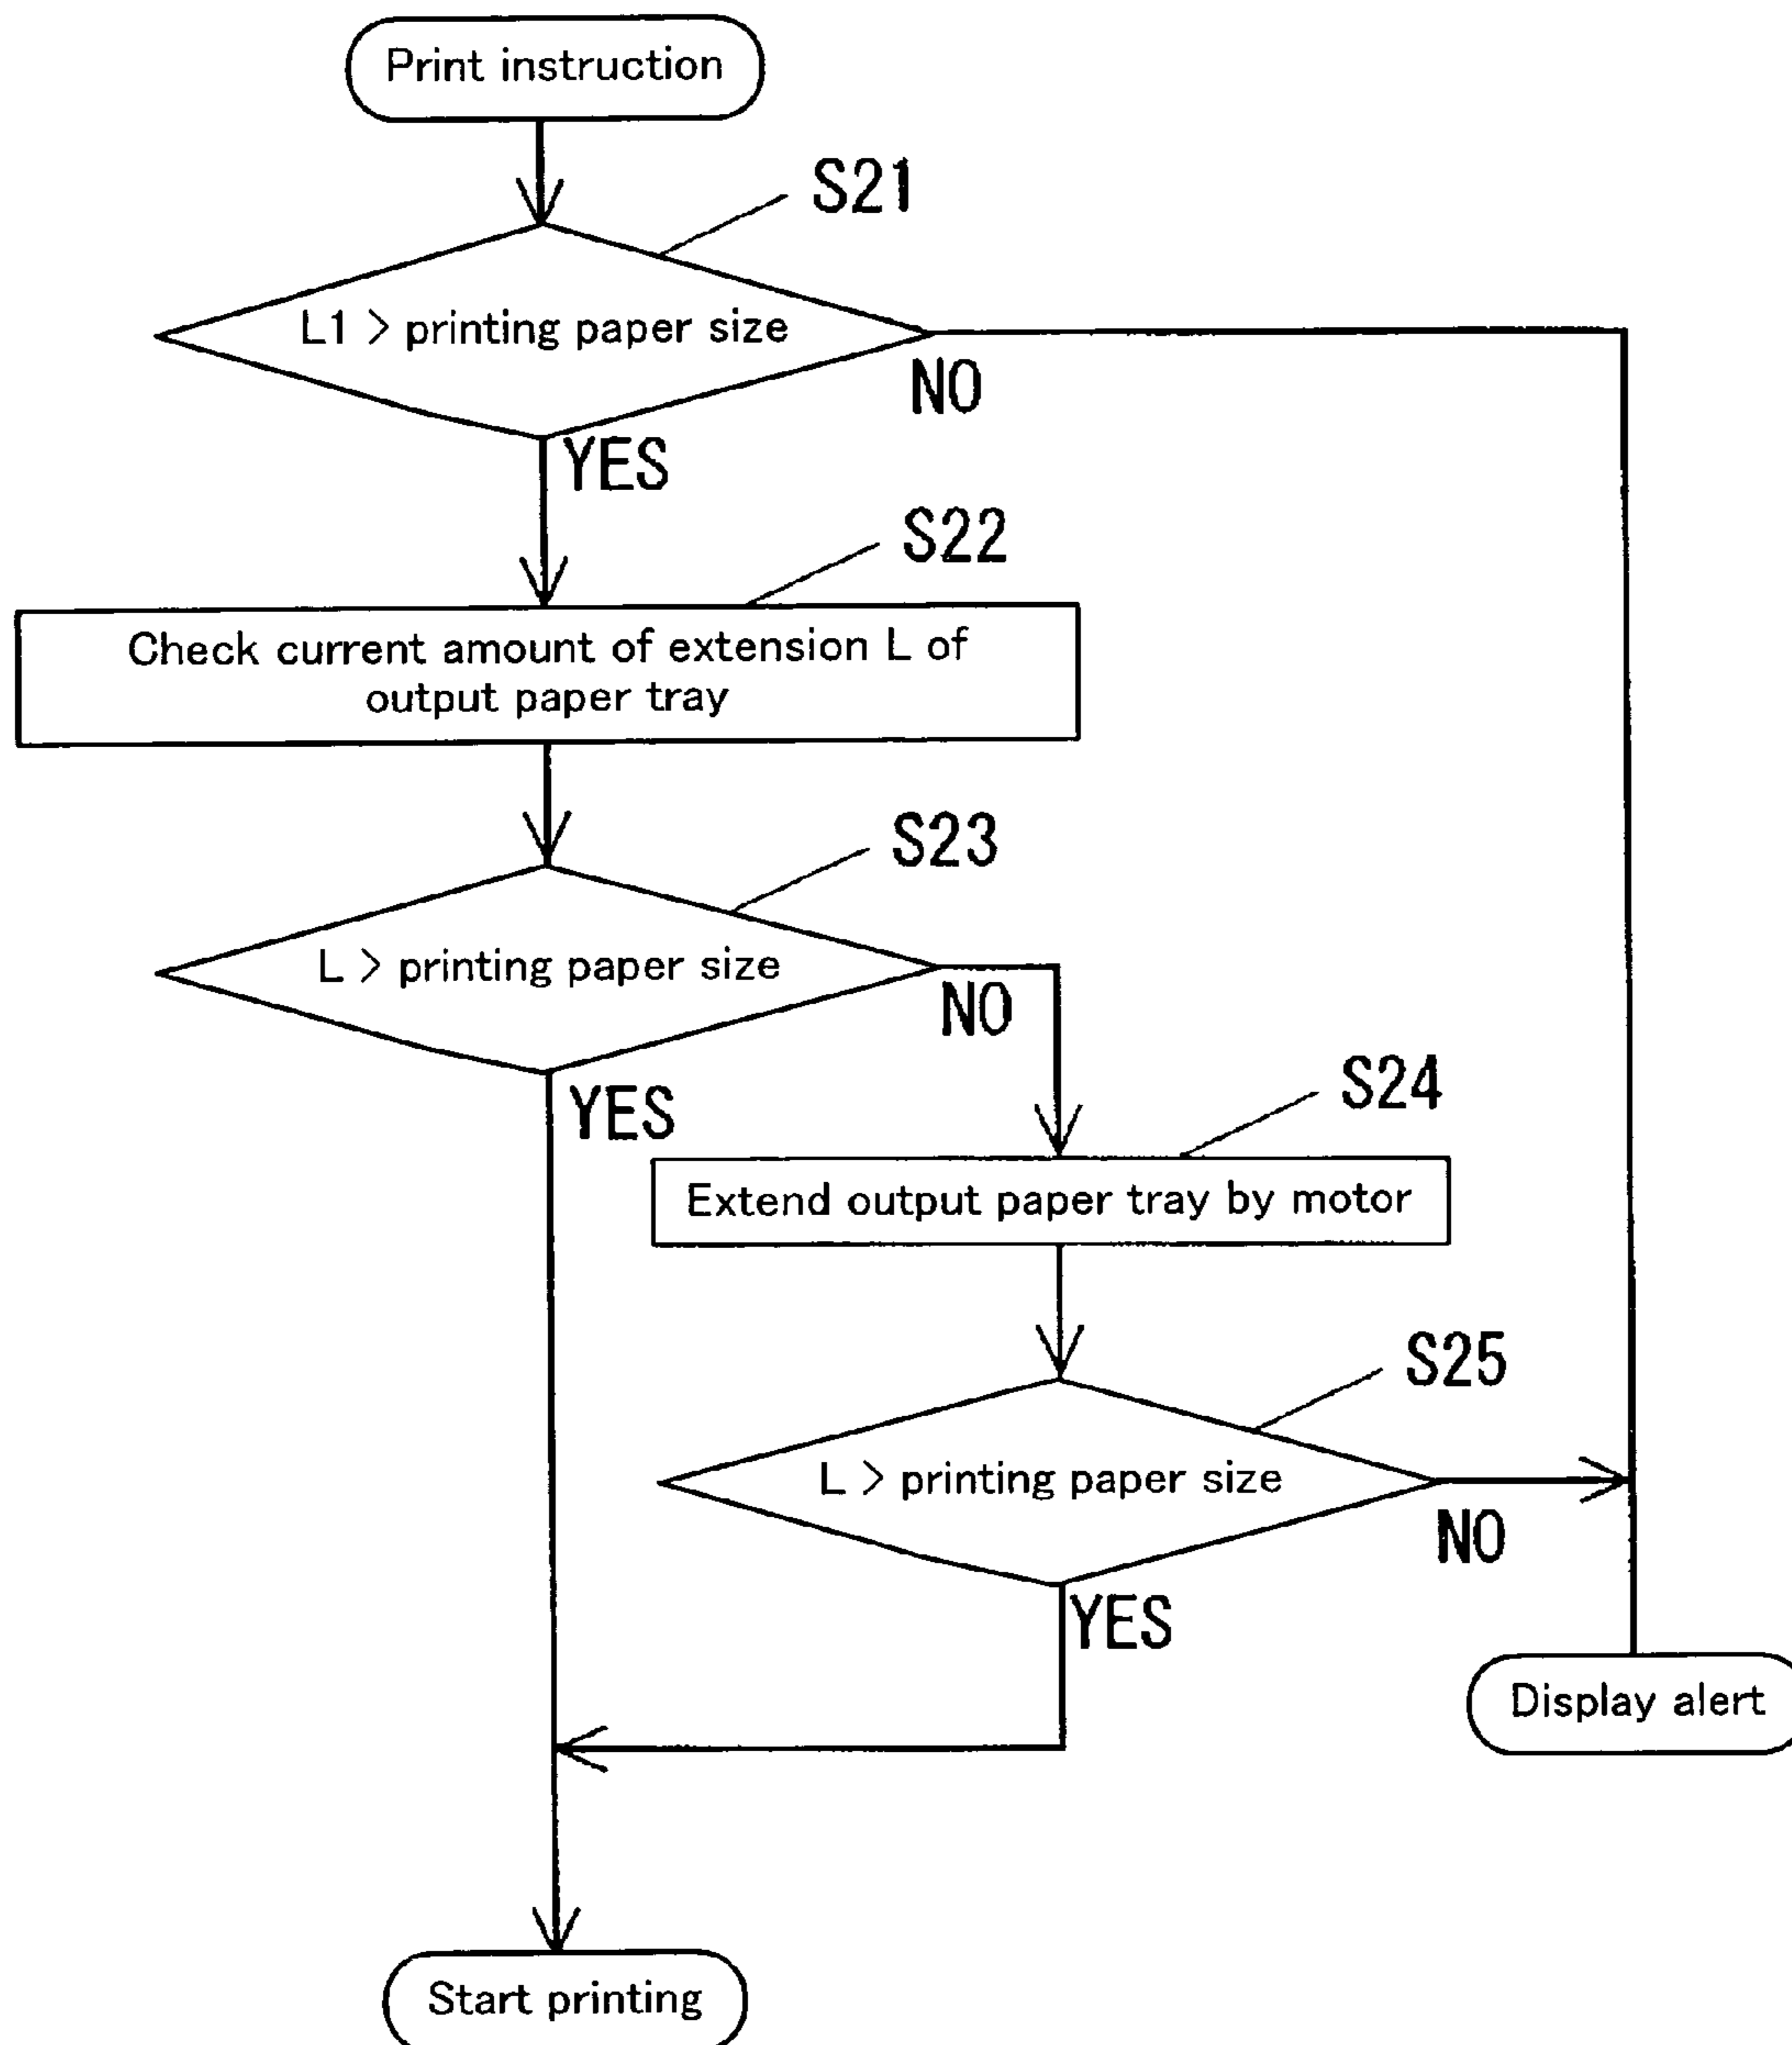 Print instruction
S21
L1 > printing paper size
NO
YES
S22
Check current amount of extension L of
output paper tray
S23
L > printing paper size
NO
YES
S24
Extend output paper tray by motor
S25
L > printing paper size
NO
YES
Display alert
Start printing